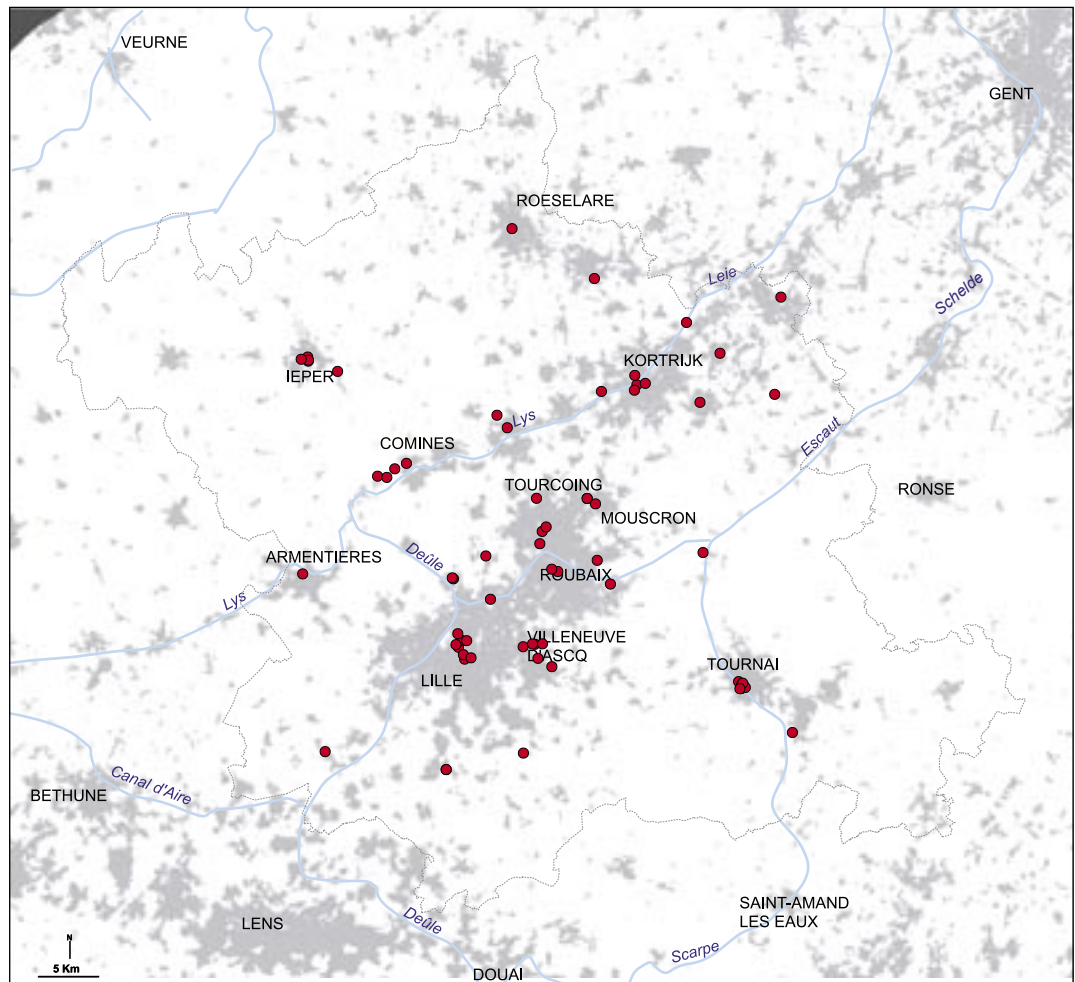 VEURNE
GENT
ROESELARE
Leie
Schelde
KORTRIJK
IEPER
Lys
Escaut
COMINES
TOURCOING
RONSE
MOUSCRON
ARMENTIERES
Deûle
ROUBAIX
Lys
VILLENEUVE
D'ASCQ
TOURNAI
LILLE
Canal d'Aire
BETHUNE
SAINT-AMAND
LES EAUX
LENS
Deûle
Scarpe
N
5 Km
DOUAI